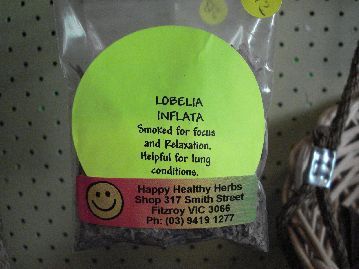 LOBELIA
INFLATA
Smoked for focus
and Relaxation.
Helpful for lung
conditions.
Happy Healthy Herbs
Shop 317 Smith Street
Fitzroy VIC 3066
Ph: (03) 9419 1277